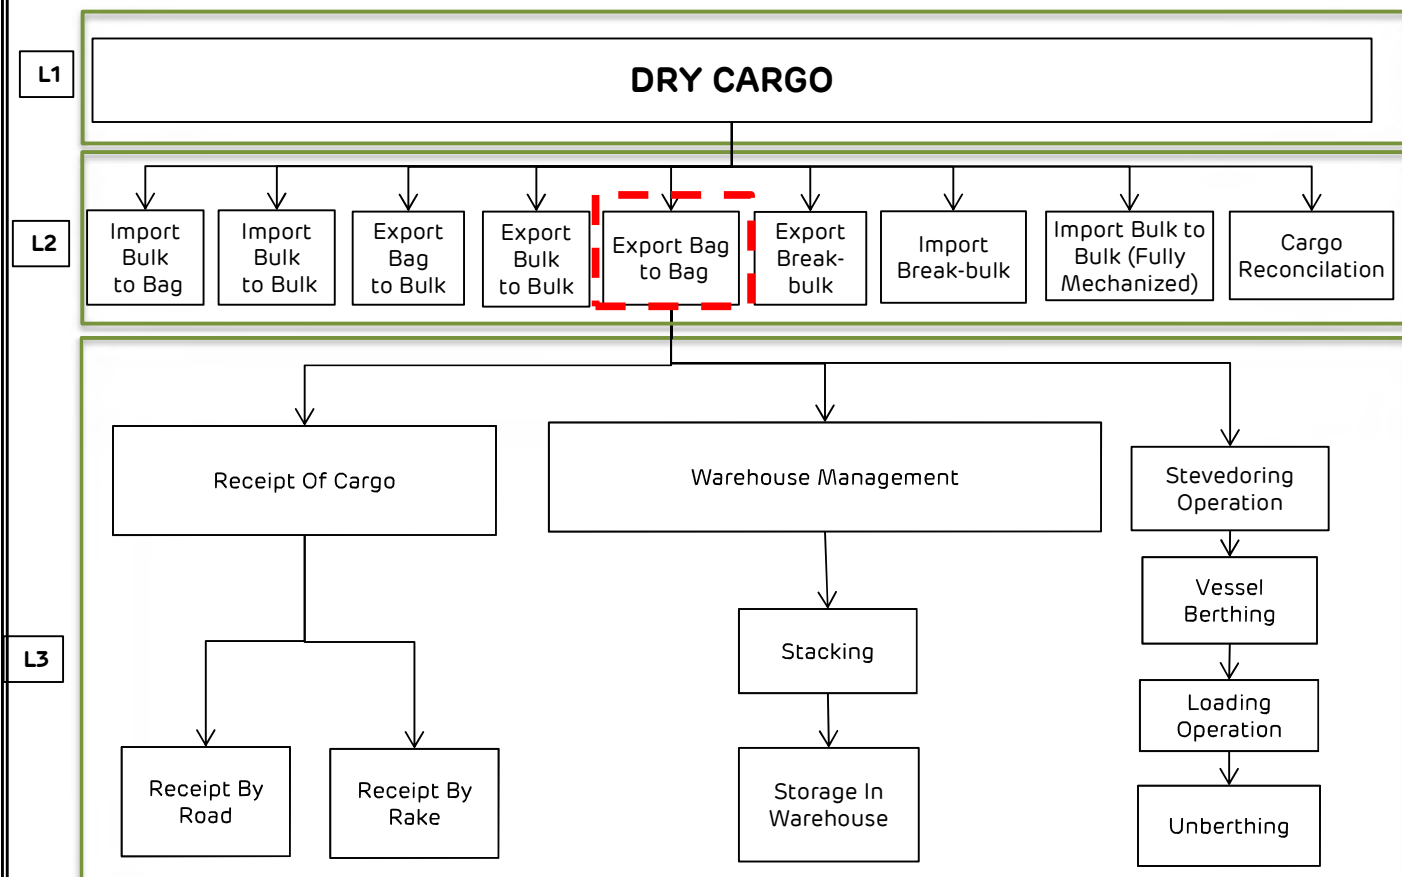 L1
DRY CARGO
L2
Import
Bulk
to Bag
Import
Bulk
to Bulk
Export
Bag
to Bulk
Export
Bulk
to Bulk
Export Bag
to Bag
Export
Break-
bulk
Import
Break-bulk
Import Bulk to
Bulk (Fully
Mechanized)
Cargo
Reconcilation
L3
Receipt Of Cargo
Receipt By
Road
Receipt By
Rake
Warehouse Management
Stacking
Storage In
Warehouse
Stevedoring
Operation
Vessel
Berthing
Loading
Operation
Unberthing